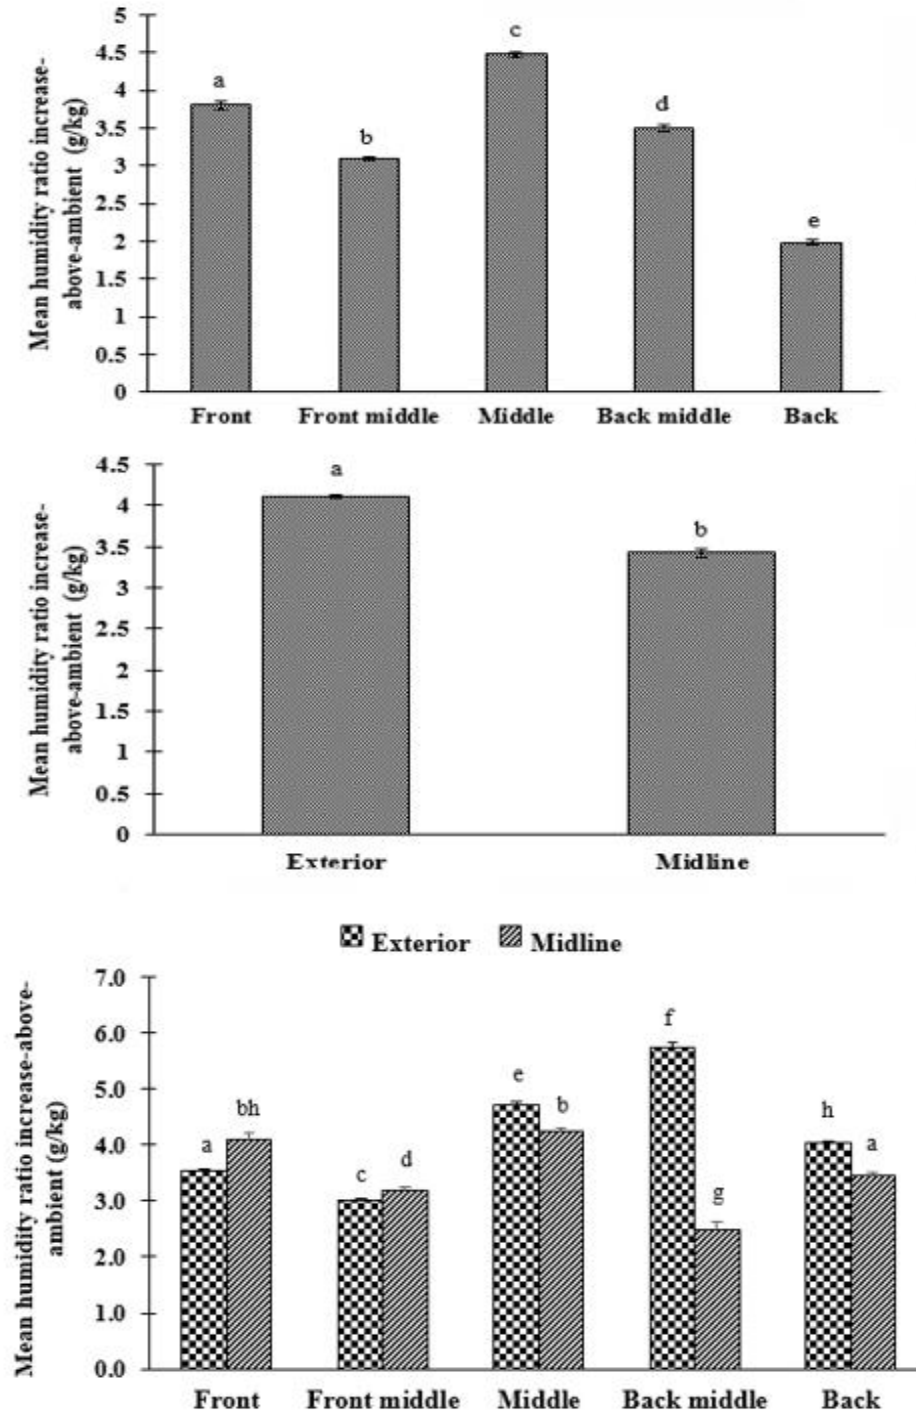 Mean humidity ratio increase-
above-ambient (g/kg)
5
4.5
4
3.5
3
2.5
2
1.5
1
0.5
0
a
b
c
d
e
Front
Front middle
Middle
Back middle
Back
Mean humidity ratio increase-
above-ambient (g/kg)
4.5
4
3.5
3
2.5
2
1.5
1
0.5
0
a
b
Exterior
Midline
Exterior
Midline
Mean humidity ratio increase-above-
ambient (g/kg)
7.0
6.0
5.0
4.0
3.0
2.0
1.0
0.0
a
bh
c
d
e
b
f
g
h
a
Front
Front middle
Middle
Back middle
Back